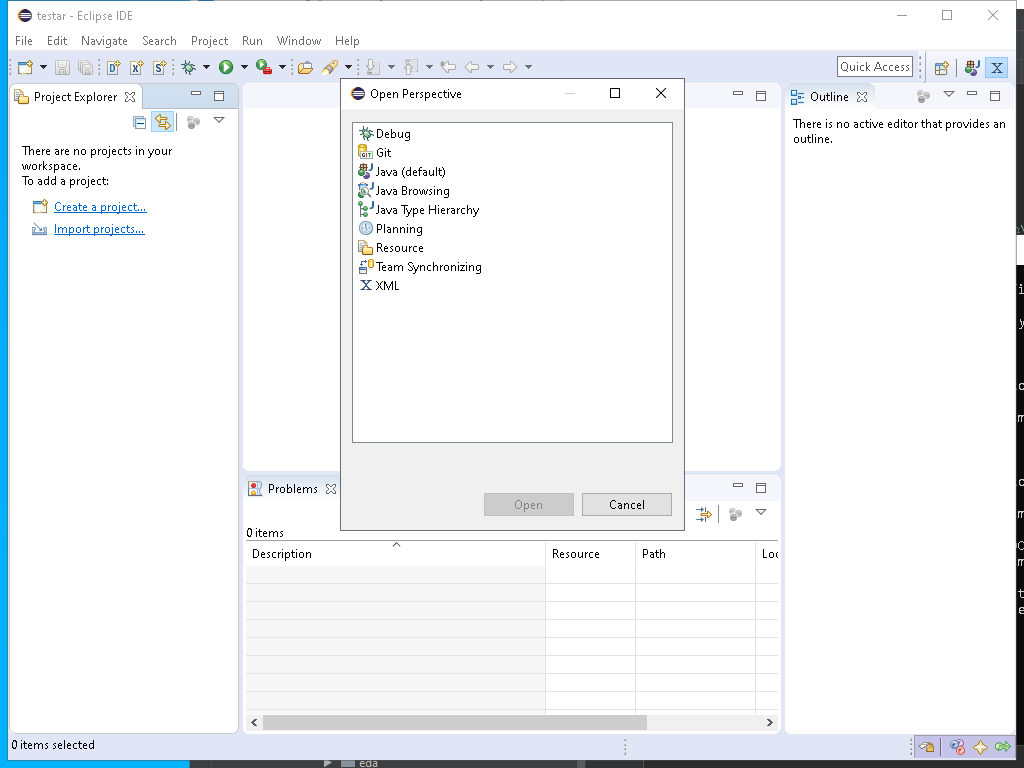 testar - Eclipse IDE
File Edit Navigate Search Project Run Window Help
Quick Access
Project Explorer
There are no projects in your
workspace.
To add a project:
Create a project...
Import projects...
Open Perspective
Debug
Git
Java (default)
Java Browsing
Java Type Hierarchy
Planning
Resource
Team Synchronizing
XML
Open Cancel
Outline
There is no active editor that provides an
outline.
Problems
0 items
Description Resource Path Loc
0 items selected
eda